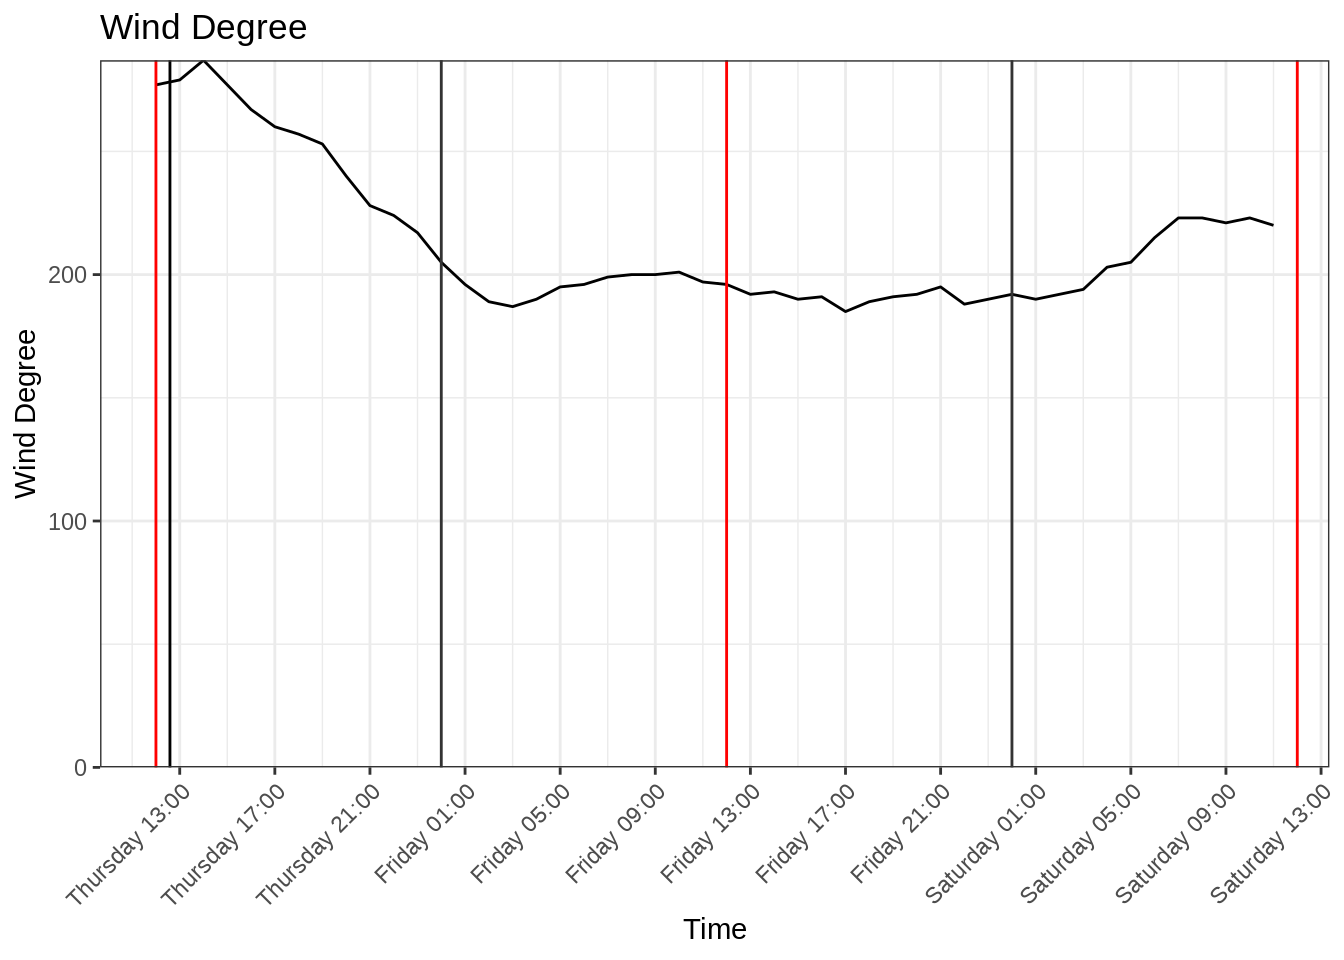 Wind Degree
Wind Degree
200
100
0
Thursday 13:00
Thursday 17:00
Thursday 21:00
Friday 01:00
Friday 05:00
Friday 09:00
Friday 13:00
Friday 17:00
Friday 21:00
Saturday 01:00
Saturday 05:00
Saturday 09:00
Saturday 13:00
Time